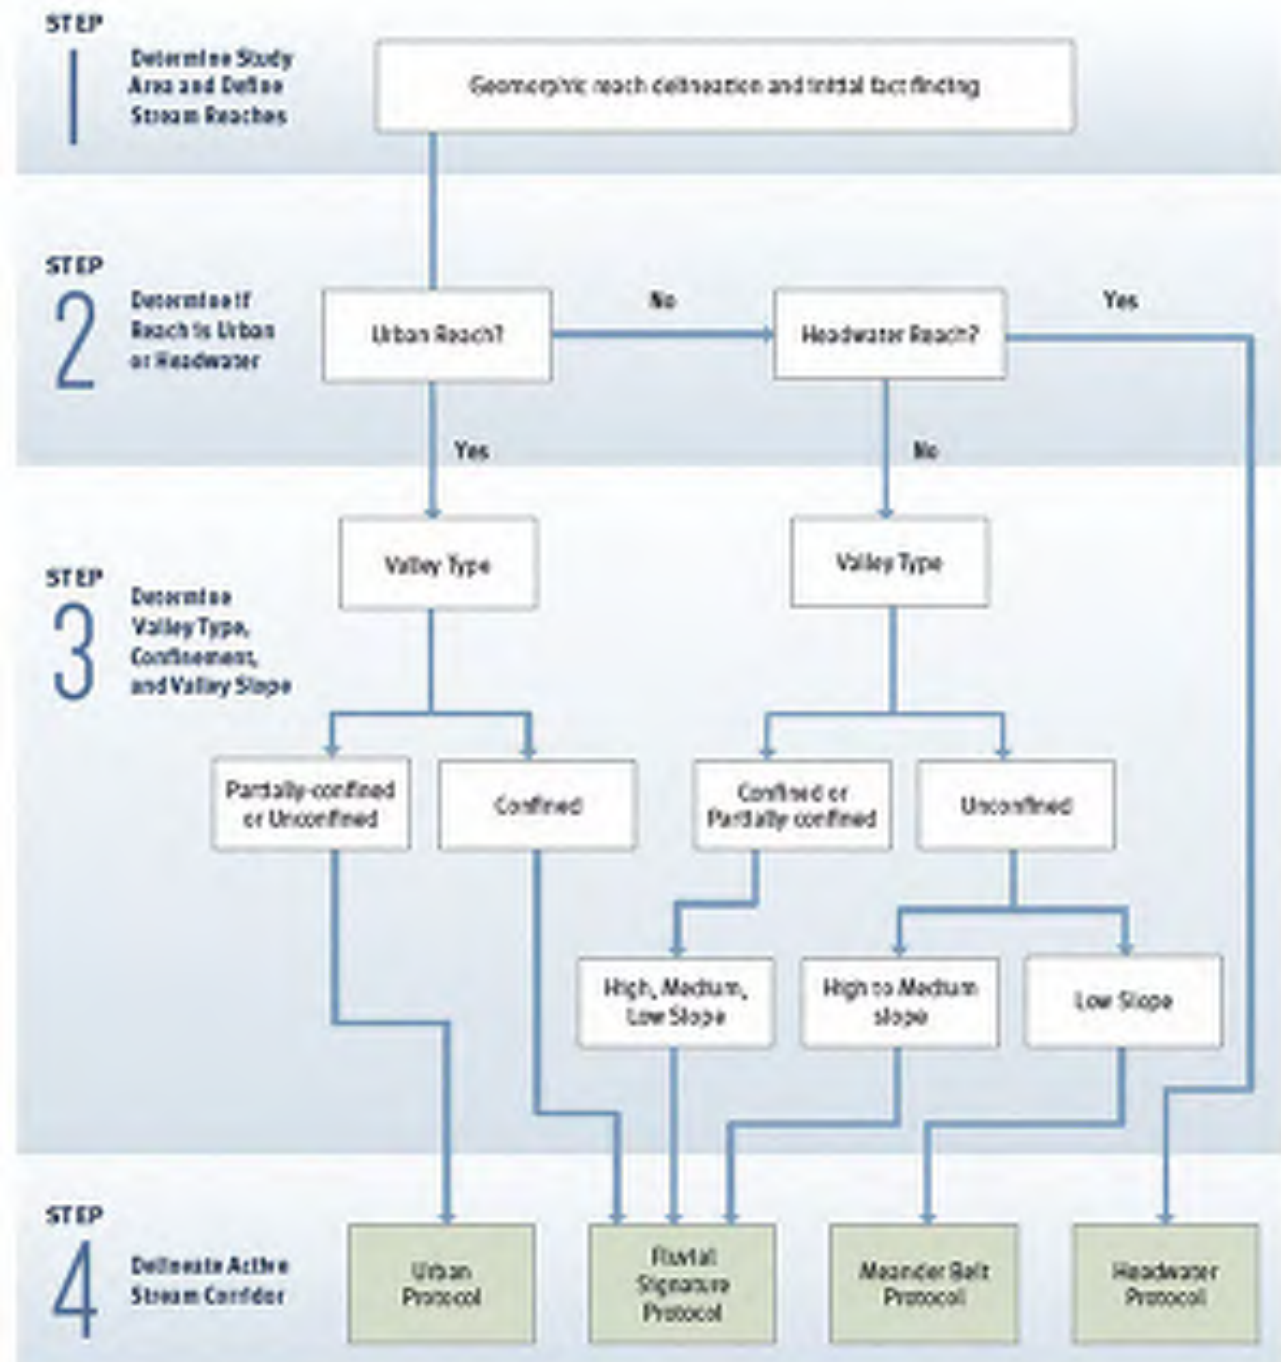 STEP
1
Determine Study
Area and Define
Stream Reaches
Geomorphic reach delineation and initial fact finding
STEP
2
Determine if
Reach is Urban
or Headwater
Urban Reach?
No
Headwater Reach?
Yes
Yes
No
STEP
3
Determine
Valley Type,
Confinement,
and Valley Slope
Valley Type
Valley Type
Partially-confined
or Unconfined
Confined
Confined or
Partially confined
Unconfined
High, Medium,
Low Slope
High to Medium
slope
Low Slope
STEP
4
Delineate Active
Stream Corridor
Urban
Protocol
Fluvial
Signature
Protocol
Meander Belt
Protocol
Headwater
Protocol